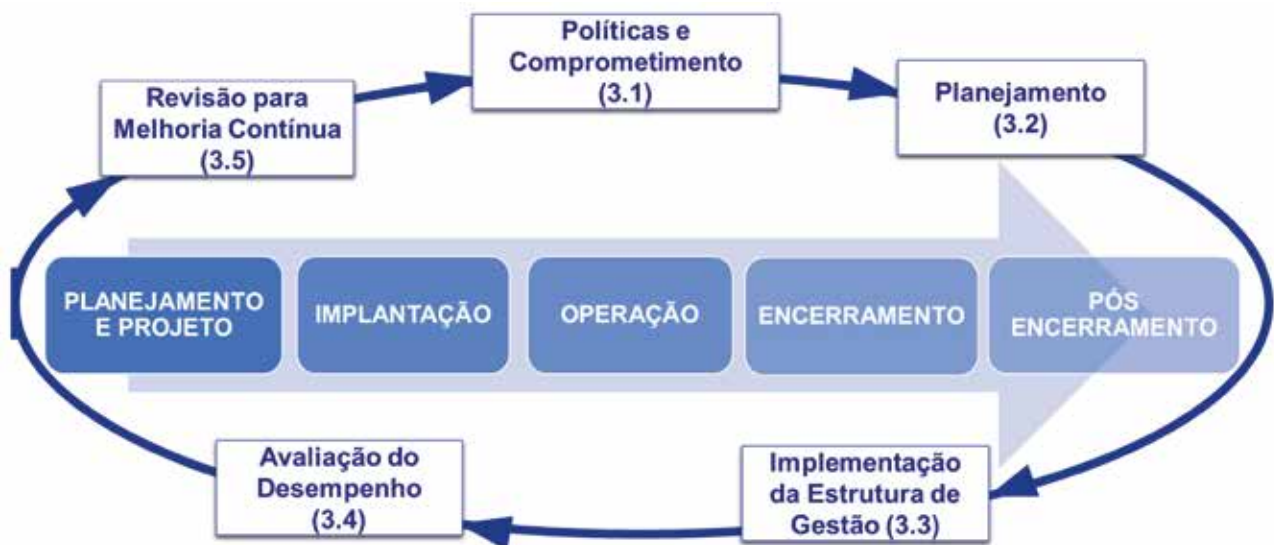 Políticas e
Comprometimento
(3.1)
Planejamento
(3.2)
Revisão para
Melhoria Contínua
(3.5)
PLANEJAMENTO
E PROJETO
IMPLANTAÇÃO
OPERAÇÃO
ENCERRAMENTO
PÓS
ENCERRAMENTO
Avaliação do
Desempenho
(3.4)
Implementação
da Estrutura de
Gestão (3.3)